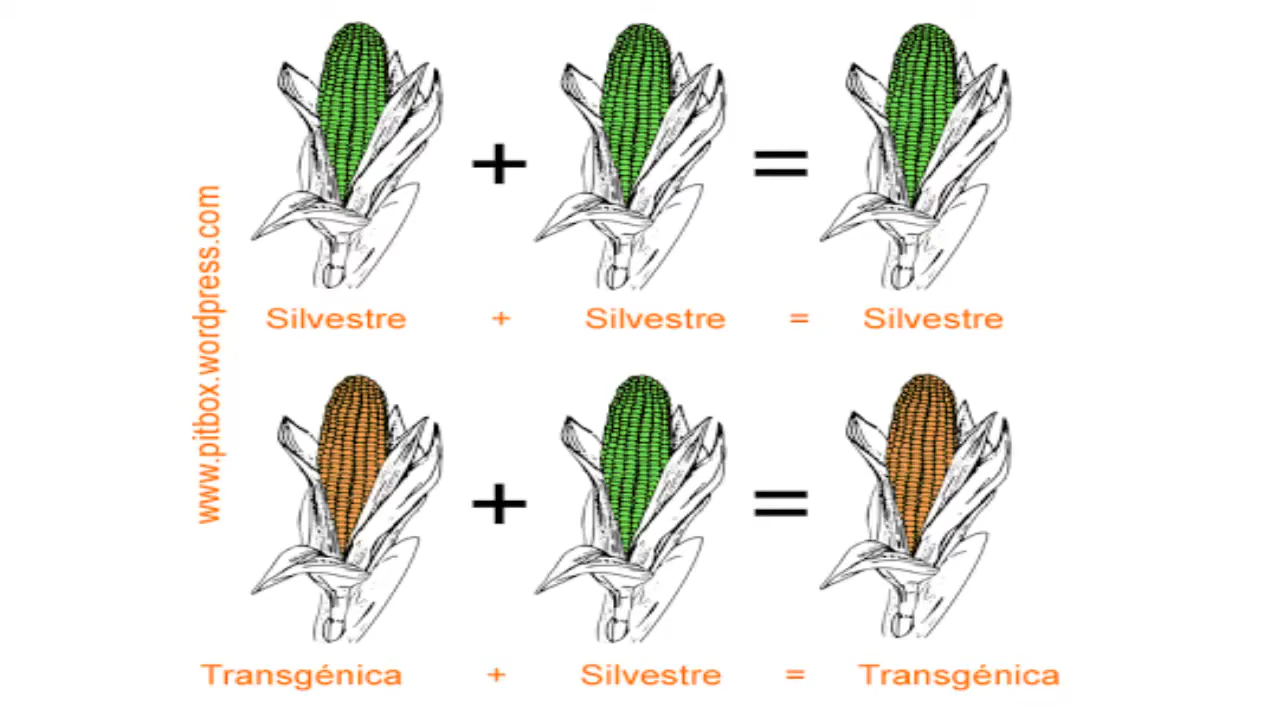 www.pitbox.wordpress.com
+ =
Silvestre + Silvestre = Silvestre
+ =
Transgénica + Silvestre = Transgénica